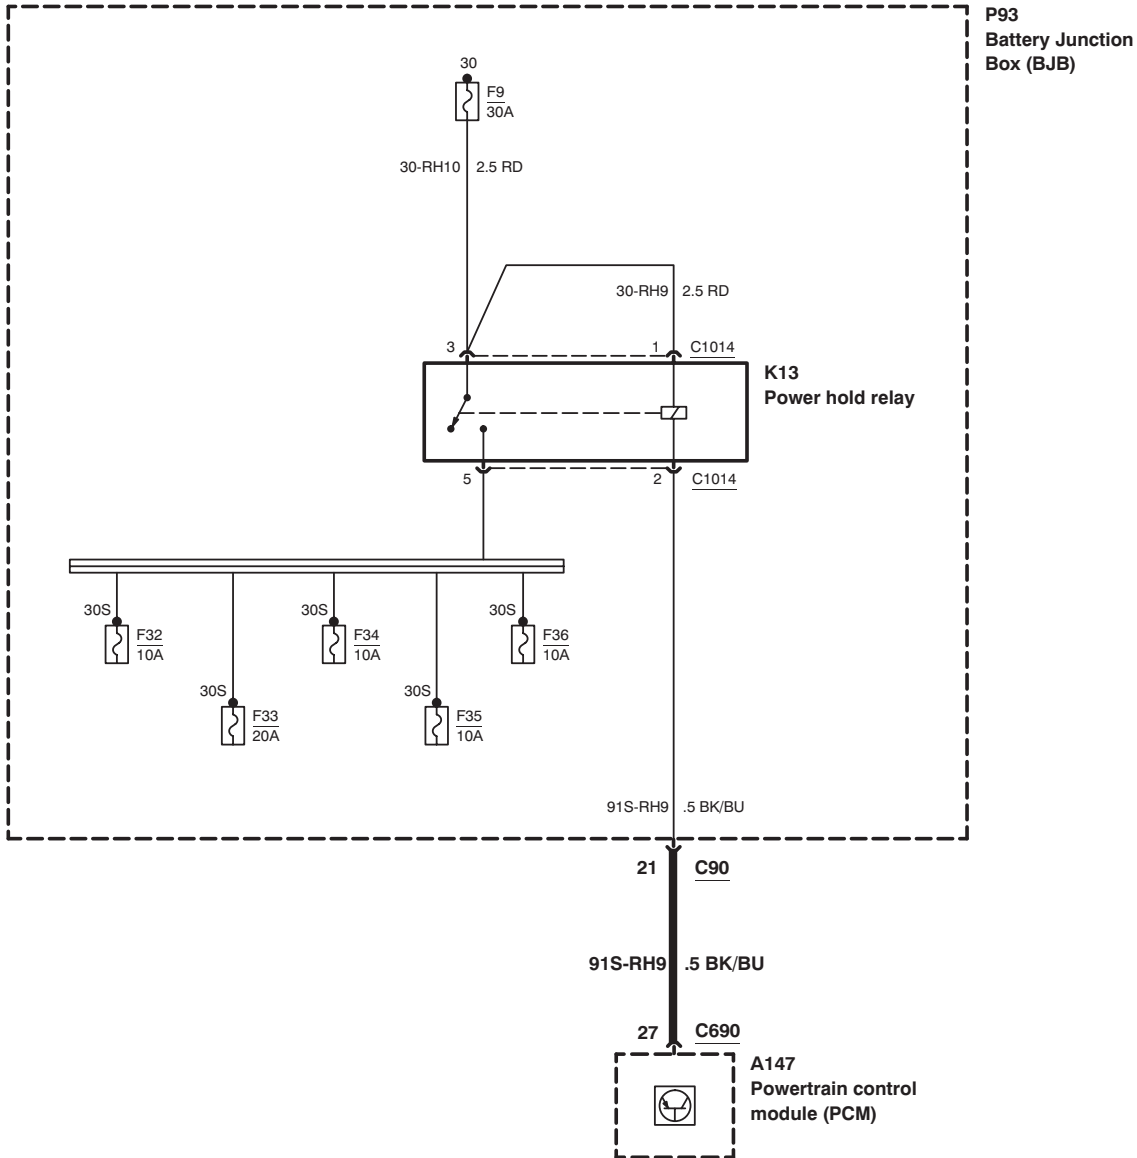 P93
Battery Junction
Box (BJB)
30
F9
30A
30-RH10 2.5 RD
30-RH9 2.5 RD
3 1 C1014
K13
Power hold relay
5 2 C1014
30S 30S 30S
F32 F34 F36
10A 10A 10A
30S 30S
F33 F35
20A 10A
91S-RH9 .5 BK/BU
21 C90
91S-RH9 .5 BK/BU
27 C690
A147
Powertrain control
module (PCM)